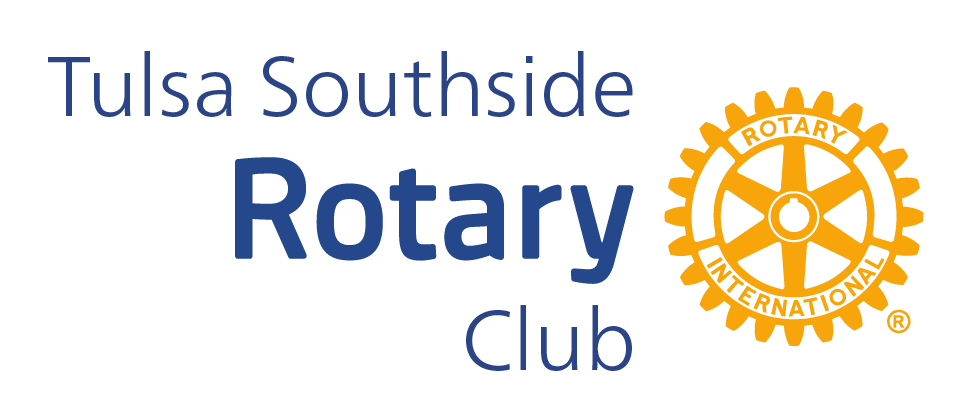 Tulsa Southside
Rotary
Club
ROTARY
INTERNATIONAL
®